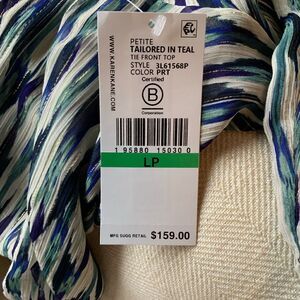 WWW.KARENKANE.COM
PETITE
TAILORED IN TEAL
TIE FRONT TOP
STYLE 3L61568P
COLOR PRT
Certified
B
Corporation
1 95880 15030 0
LP
MFG SUGG RETAIL $159.00